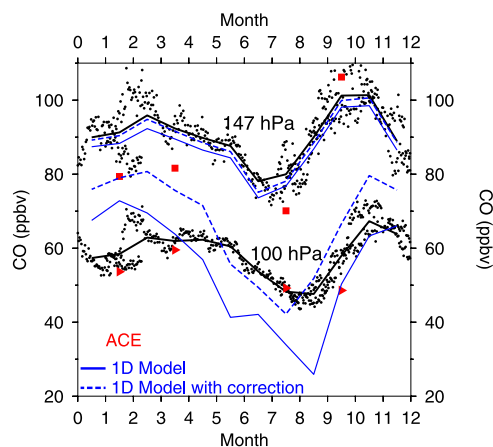 Month
0 1 2 3 4 5 6 7 8 9 10 11 12
100
80
60
40
20
CO (ppbv)
147 hPa
100 hPa
ACE
1D Model
1D Model with correction
100
80
60
40
20
CO (ppbv)
0 1 2 3 4 5 6 7 8 9 10 11 12
Month